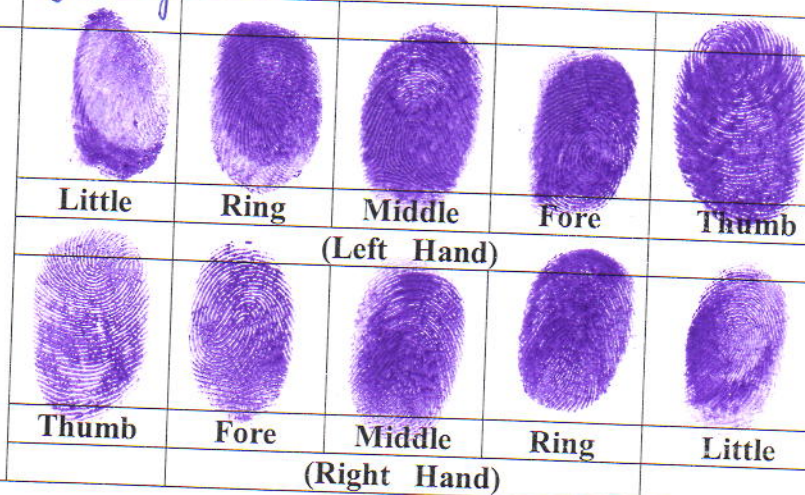 Little Ring Middle Fore Thumb
(Left Hand)
Thumb Fore Middle Ring Little
(Right Hand)